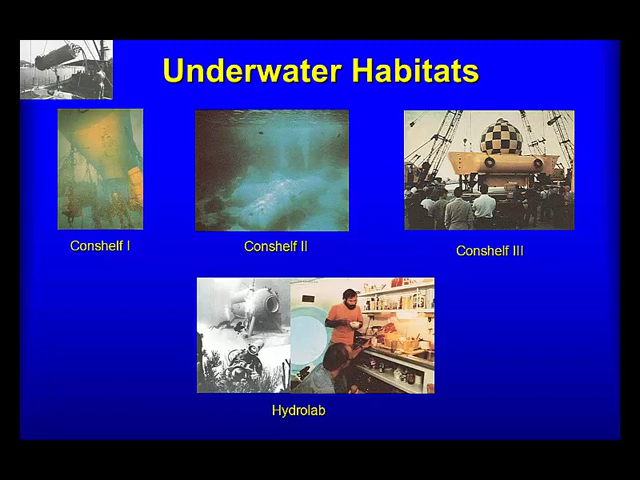 Underwater Habitats
Conshelf I
Conshelf II
Conshelf III
Hydrolab